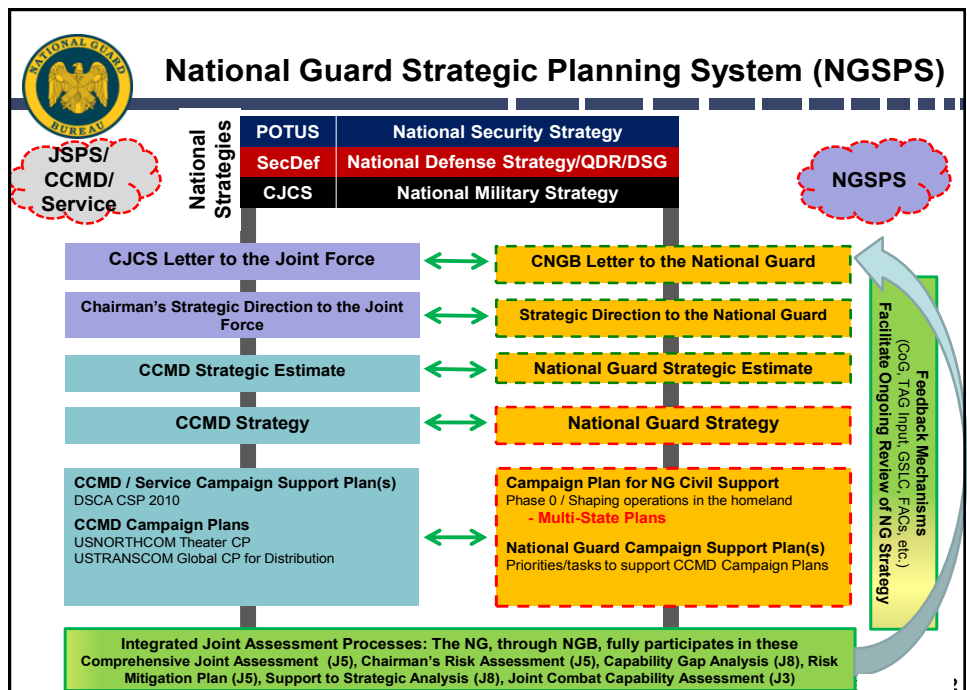 National Guard Strategic Planning System (NGSPS)
NATIONAL GUARD
BUREAU
JSPS/
CCMD/
Service
National
Strategies
POTUS National Security Strategy
SecDef National Defense Strategy/QDR/DSG
CJCS National Military Strategy
NGSPS
CJCS Letter to the Joint Force
CNGB Letter to the National Guard
Chairman's Strategic Direction to the Joint
Force
Strategic Direction to the National Guard
CCMD Strategic Estimate
National Guard Strategic Estimate
CCMD Strategy
National Guard Strategy
CCMD / Service Campaign Support Plan(s)
DSCA CSP 2010
CCMD Campaign Plans
USNORTHCOM Theater CP
USTRANSCOM Global CP for Distribution
Campaign Plan for NG Civil Support
Phase 0 / Shaping operations in the homeland
- Multi-State Plans
National Guard Campaign Support Plan(s)
Priorities/tasks to support CCMD Campaign Plans
Feedback Mechanisms
(CoG, TAG Input, GSLC, FACs, etc.)
Facilitate Ongoing Review of NG Strategy
Integrated Joint Assessment Processes: The NG, through NGB, fully participates in these
Comprehensive Joint Assessment (J5), Chairman's Risk Assessment (J5), Capability Gap Analysis (J8), Risk
Mitigation Plan (J5), Support to Strategic Analysis (J8), Joint Combat Capability Assessment (J3)